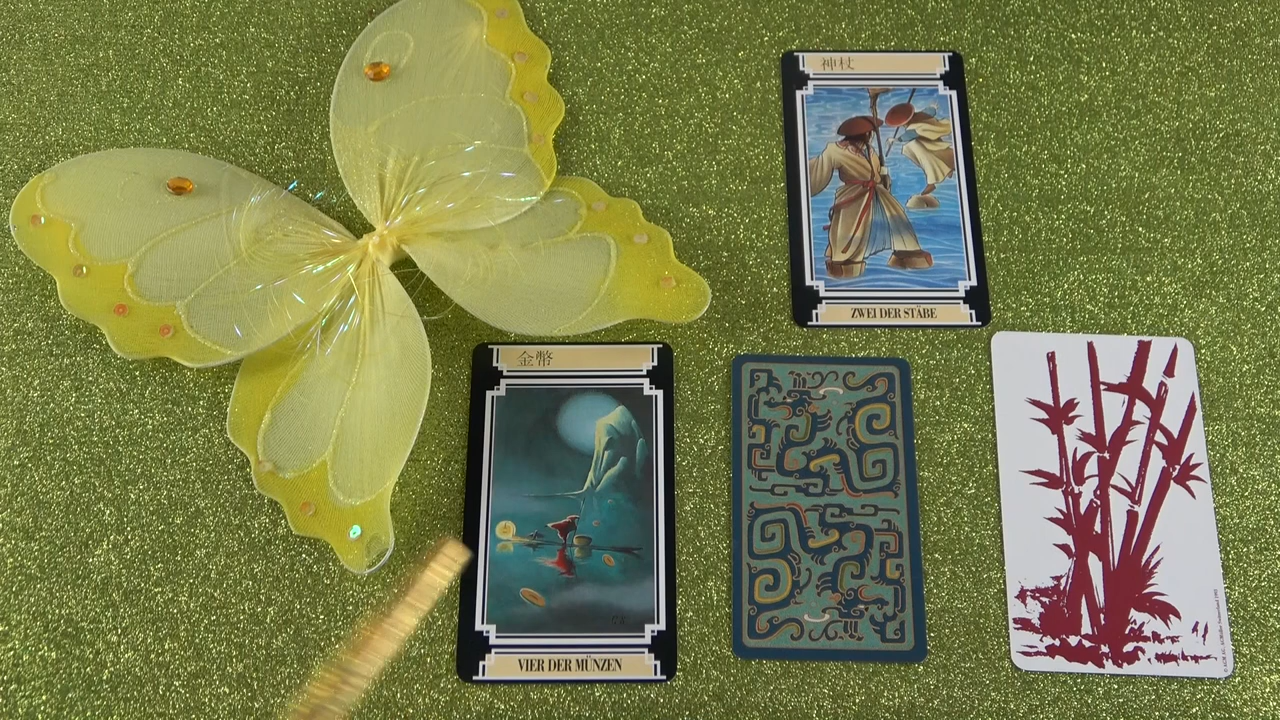 神杖
ZWEI DER STÄBE
金幣
VIER DER MÜNZEN